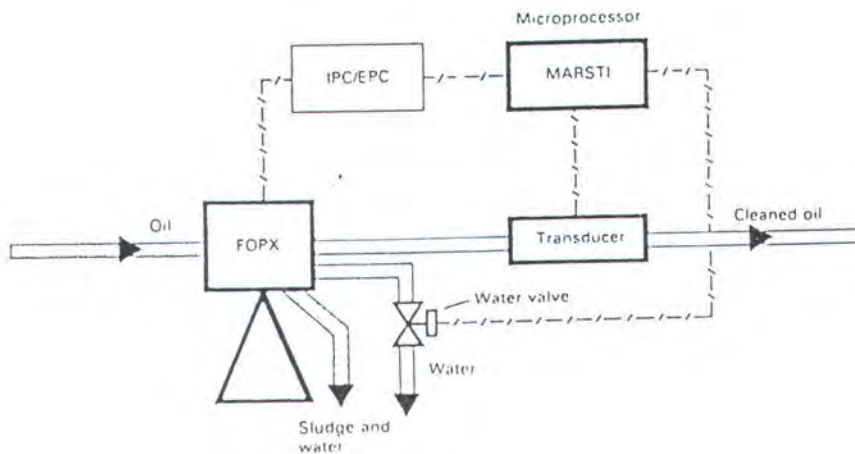 Microprocessor
IPC/EPC
MARSTI
Oil
FOPX
Transducer
Cleaned oil
Water valve
Water
Sludge and
water